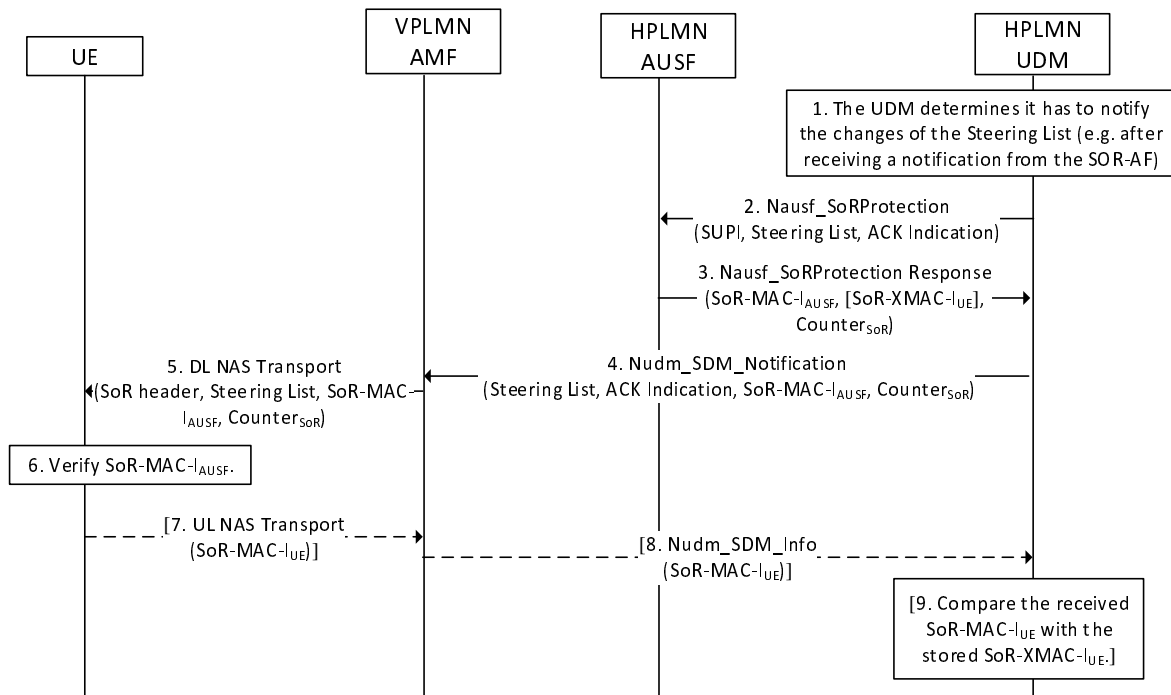 UE
VPLMN
AMF
HPLMN
AUSF
HPLMN
UDM
1. The UDM determines it has to notify
the changes of the Steering List (e.g. after
receiving a notification from the SOR-AF)
2. Nausf_SoRProtection
(SUPI, Steering List, ACK Indication)
3. Nausf_SoRProtection Response
(SoR-MAC-IAUSF, [SoR-XMAC-IUE],
CounterSoR)
4. Nudm_SDM_Notification
(Steering List, ACK Indication, SoR-MAC-IAUSF, CounterSoR)
5. DL NAS Transport
(SoR header, Steering List, SoR-MAC-
IAUSF, CounterSoR)
6. Verify SoR-MAC-IAUSF.
[7. UL NAS Transport
(SoR-MAC-IUE)]
[8. Nudm_SDM_Info
(SoR-MAC-IUE)]
[9. Compare the received
SoR-MAC-IUE with the
stored SoR-XMAC-IUE.]